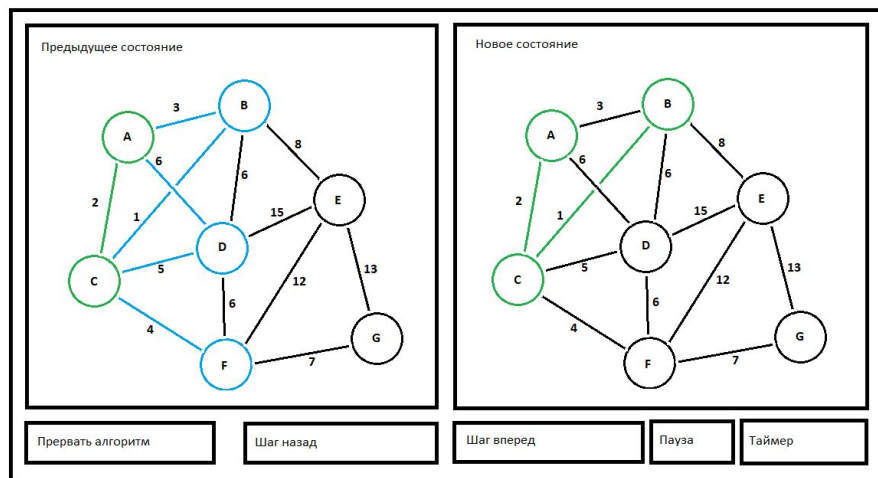 Предыдущее состояние
3
B
A
6
8
6
2
1
15
E
D
5
C
12
13
6
4
F
7
G
Новое состояние
3
B
A
6
8
6
2
1
15
E
D
5
C
12
13
6
4
F
7
G
Прервать алгоритм
Шаг назад
Шаг вперед
Пауза
Таймер